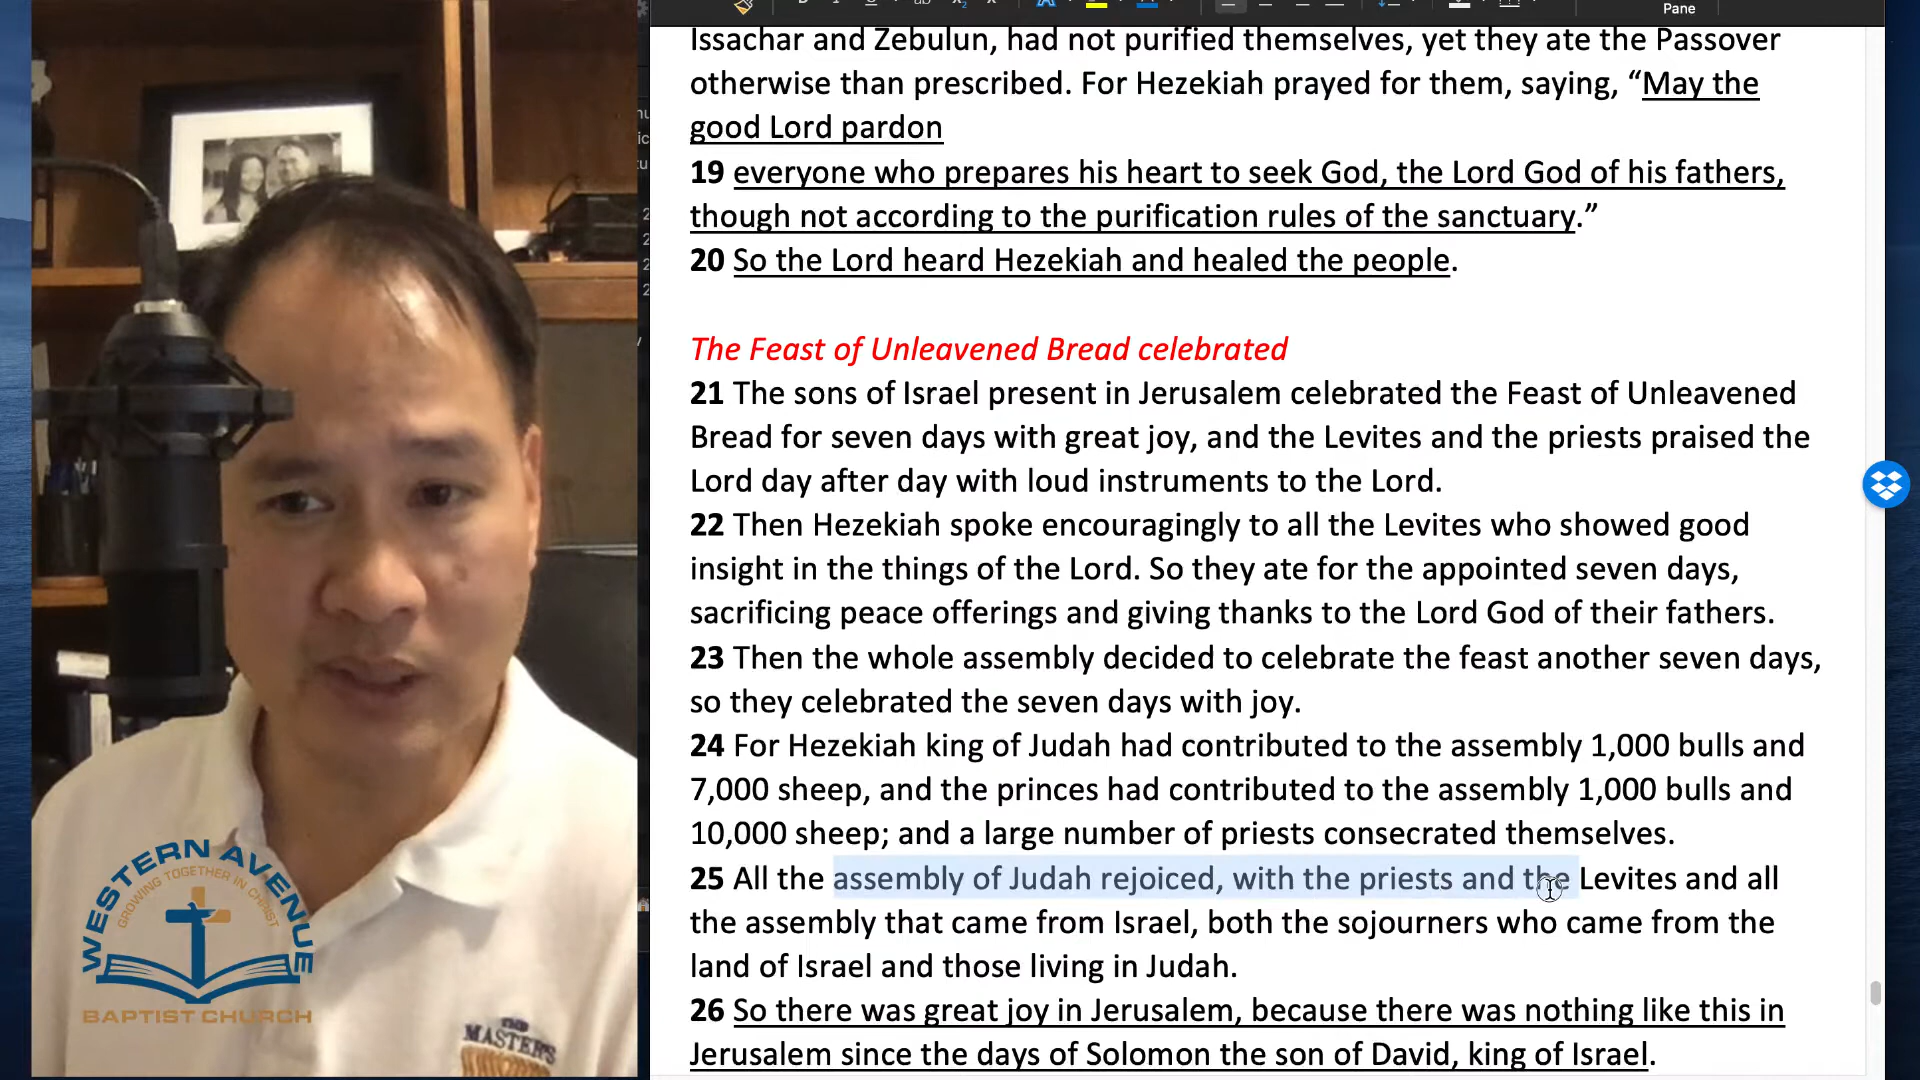 Pane
Issachar and Zebulun, had not purified themselves, yet they ate the Passover
otherwise than prescribed. For Hezekiah prayed for them, saying, “May the
good Lord pardon
19 everyone who prepares his heart to seek God, the Lord God of his fathers,
though not according to the purification rules of the sanctuary.”
20 So the Lord heard Hezekiah and healed the people.
The Feast of Unleavened Bread celebrated
21 The sons of Israel present in Jerusalem celebrated the Feast of Unleavened
Bread for seven days with great joy, and the Levites and the priests praised the
Lord day after day with loud instruments to the Lord.
22 Then Hezekiah spoke encouragingly to all the Levites who showed good
insight in the things of the Lord. So they ate for the appointed seven days,
sacrificing peace offerings and giving thanks to the Lord God of their fathers.
23 Then the whole assembly decided to celebrate the feast another seven days,
so they celebrated the seven days with joy.
24 For Hezekiah king of Judah had contributed to the assembly 1,000 bulls and
7,000 sheep, and the princes had contributed to the assembly 1,000 bulls and
10,000 sheep; and a large number of priests consecrated themselves.
25 All the assembly of Judah rejoiced, with the priests and the Levites and all
the assembly that came from Israel, both the sojourners who came from the
land of Israel and those living in Judah.
26 So there was great joy in Jerusalem, because there was nothing like this in
Jerusalem since the days of Solomon the son of David, king of Israel.
WESTERN AVENUE
GROWING TOGETHER IN CHRIST
BAPTIST CHURCH
THE
MASTER'S